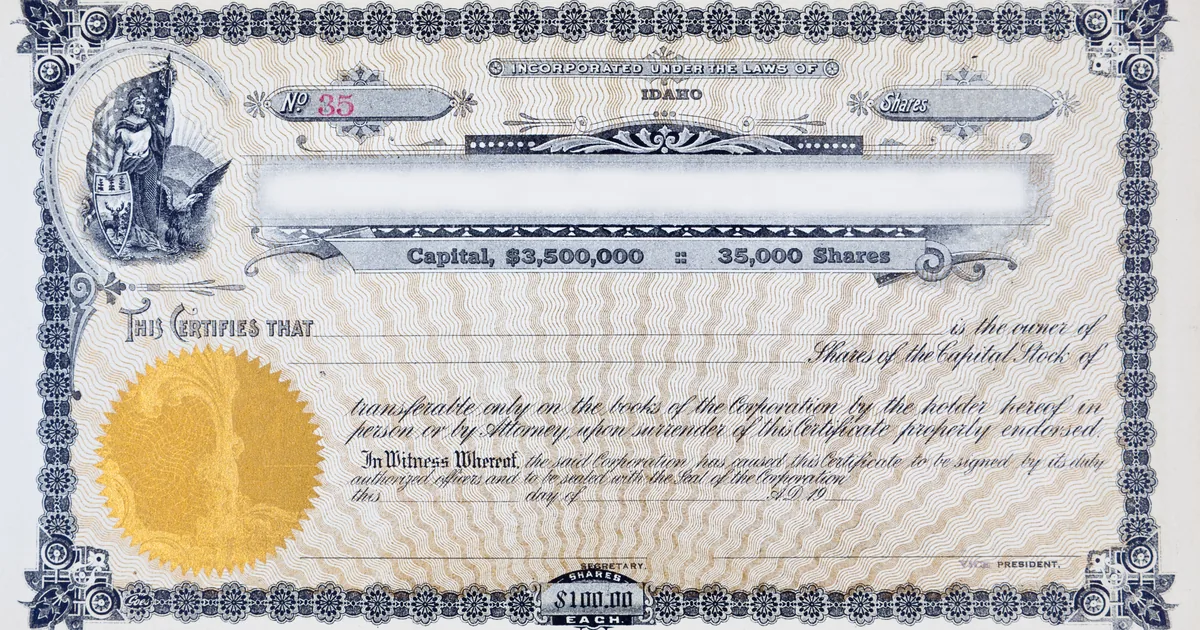 INCORPORATED UNDER THE LAWS OF
IDAHO
No 35
Shares
Capital, $3,500,000 :: 35,000 Shares
THIS CERTIFIES THAT is the owner of
Shares of the Capital Stock of
transferable only on the books of the Corporation by the holder hereof in
person or by Attorney, upon surrender of this Certificate properly endorsed.
In Witness Whereof, the said Corporation has caused this Certificate to be signed by its duly
authorized officers and to be sealed with the Seal of the Corporation
this day of A.D. 19
SECRETARY.
VICE PRESIDENT.
SHARES
$100.00
EACH.